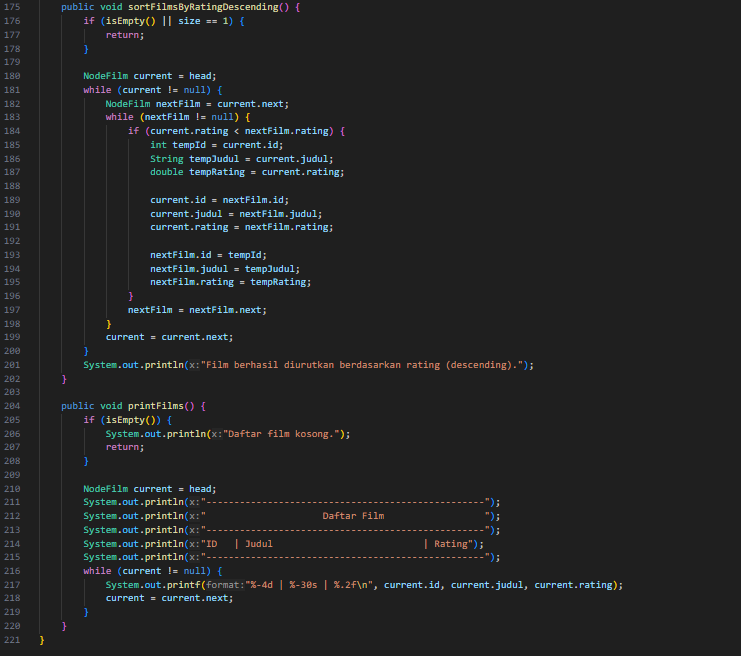 175 public void sortFilmsByRatingDescending() {
176 if (isEmpty() || size == 1) {
177 return;
178 }
179
180 NodeFilm current = head;
181 while (current != null) {
182 NodeFilm nextFilm = current.next;
183 while (nextFilm != null) {
184 if (current.rating < nextFilm.rating) {
185 int tempId = current.id;
186 String tempJudul = current.judul;
187 double tempRating = current.rating;
188
189 current.id = nextFilm.id;
190 current.judul = nextFilm.judul;
191 current.rating = nextFilm.rating;
192
193 nextFilm.id = tempId;
194 nextFilm.judul = tempJudul;
195 nextFilm.rating = tempRating;
196 }
197 nextFilm = nextFilm.next;
198 }
199 current = current.next;
200 }
201 System.out.println(x:"Film berhasil diurutkan berdasarkan rating (descending).");
202 }
203
204 public void printFilms() {
205 if (isEmpty()) {
206 System.out.println(x:"Daftar film kosong.");
207 return;
208 }
209
210 NodeFilm current = head;
211 System.out.println(x:"--------------------------------------------------");
212 System.out.println(x:"                     Daftar Film                  ");
213 System.out.println(x:"--------------------------------------------------");
214 System.out.println(x:"ID   | Judul                           | Rating");
215 System.out.println(x:"--------------------------------------------------");
216 while (current != null) {
217 System.out.printf(format:"%-4d | %-30s | %.2f\n", current.id, current.judul, current.rating);
218 current = current.next;
219 }
220 }
221 }